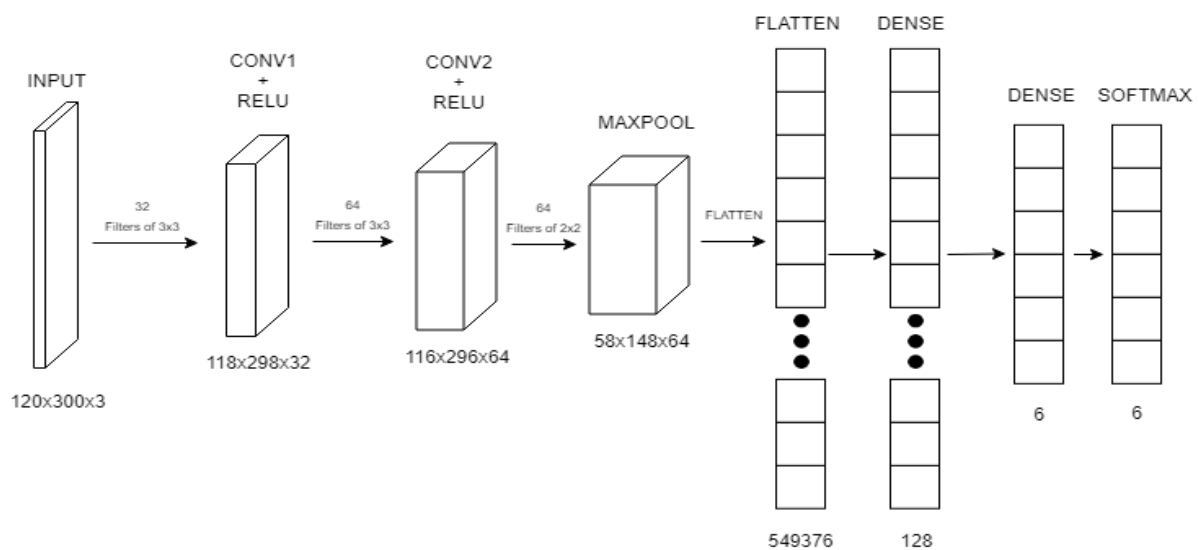 INPUT
120x300x3
32
Filters of 3x3
CONV1
+
RELU
118x298x32
64
Filters of 3x3
CONV2
+
RELU
116x296x64
64
Filters of 2x2
MAXPOOL
58x148x64
FLATTEN
FLATTEN
549376
DENSE
128
DENSE
6
SOFTMAX
6